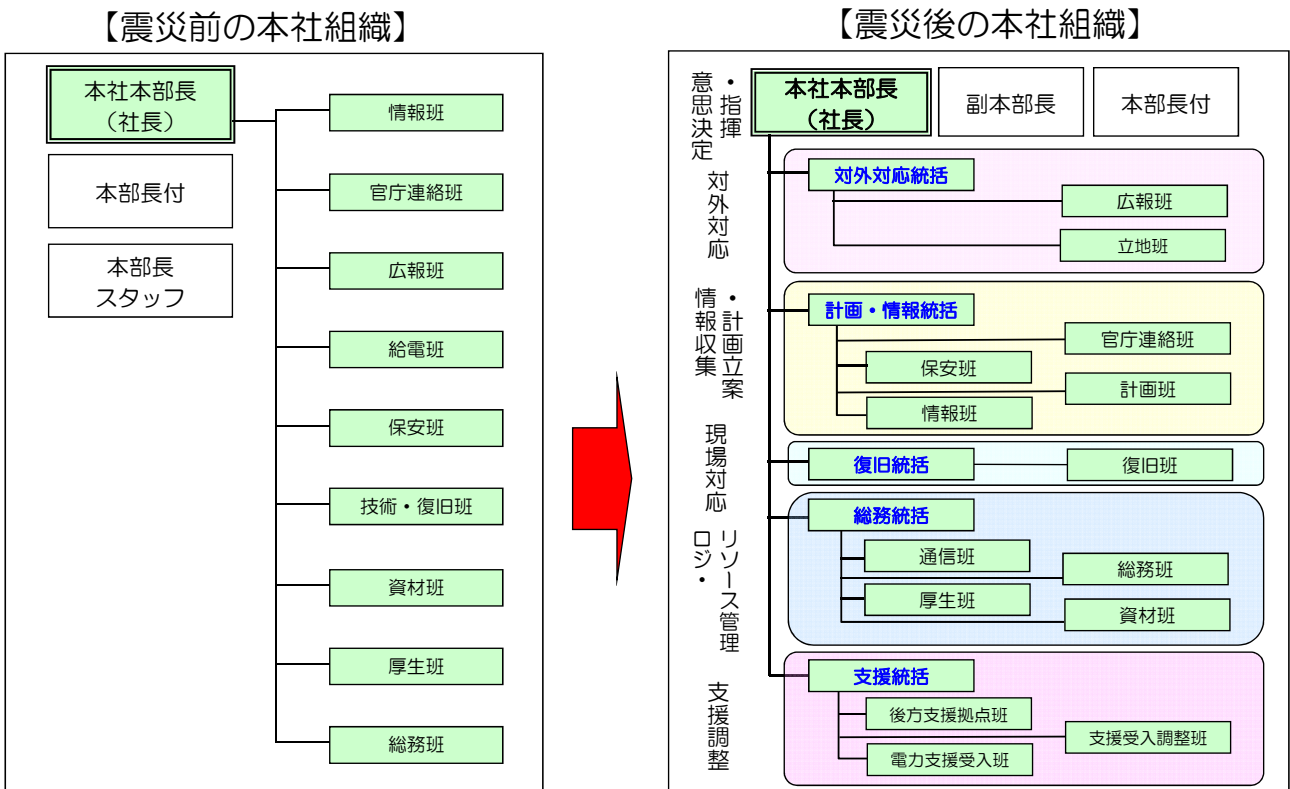 【震災前の本社組織】
本社本部長
（社長）
本部長付
本部長
スタッフ
情報班
官庁連絡班
広報班
給電班
保安班
技術・復旧班
資材班
厚生班
総務班
【震災後の本社組織】
意思決定
・指揮
本社本部長
（社長）
副本部長
本部長付
対外対応
対外対応統括
広報班
立地班
情報収集
・計画立案
計画・情報統括
官庁連絡班
保安班
計画班
情報班
現場対応
復旧統括
復旧班
ロジ・
リソース管理
総務統括
通信班
総務班
厚生班
資材班
支援調整
支援統括
後方支援拠点班
支援受入調整班
電力支援受入班